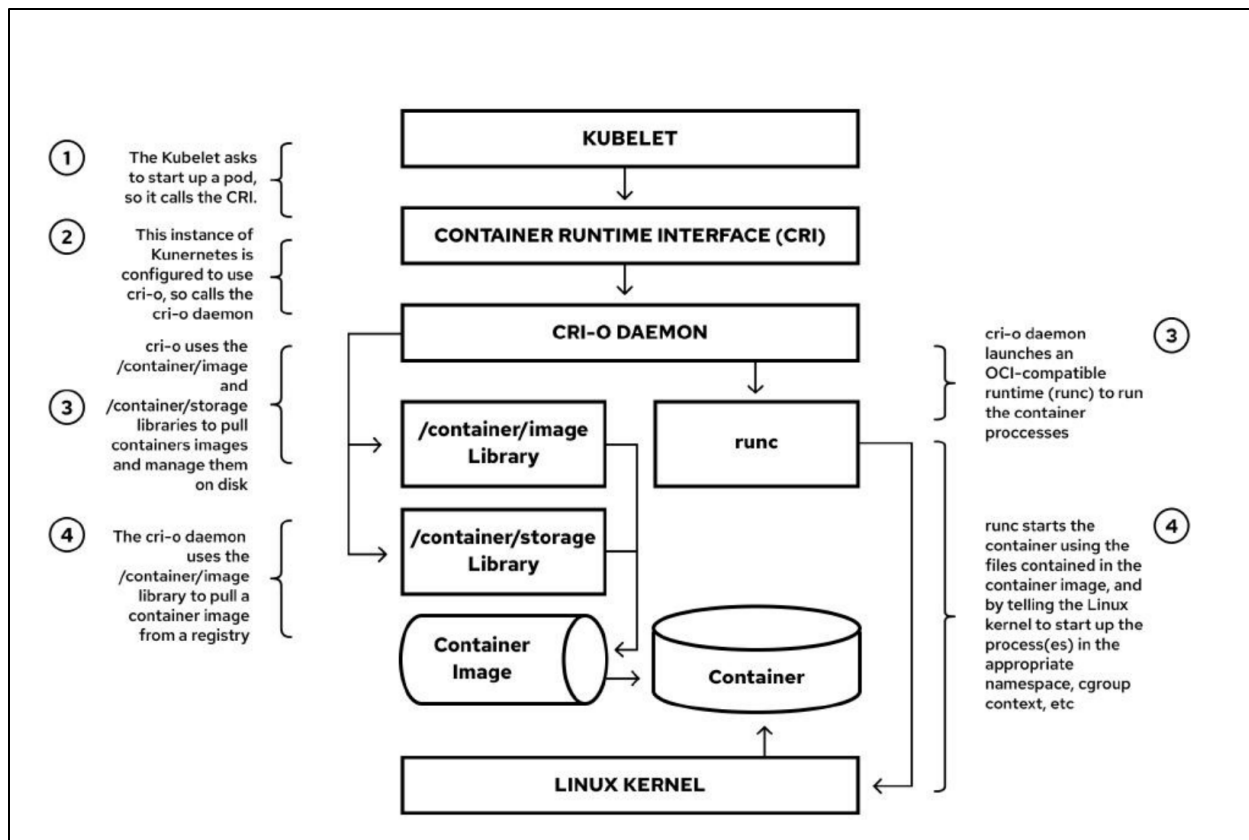 1
The Kubelet asks
to start up a pod,
so it calls the CRI.
2
This instance of
Kunernetes is
configured to use
cri-o, so calls the
cri-o daemon
3
cri-o uses the
/container/image
and
/container/storage
libraries to pull
containers images
and manage them
on disk
4
The cri-o daemon
uses the
/container/image
library to pull a
container image
from a registry
KUBELET
CONTAINER RUNTIME INTERFACE (CRI)
CRI-O DAEMON
/container/image
Library
runc
/container/storage
Library
Container
Image
Container
LINUX KERNEL
3
cri-o daemon
launches an
OCI-compatible
runtime (runc) to run
the container
proccesses
4
runc starts the
container using the
files contained in the
container image, and
by telling the Linux
kernel to start up the
process(es) in the
appropriate
namespace, cgroup
context, etc